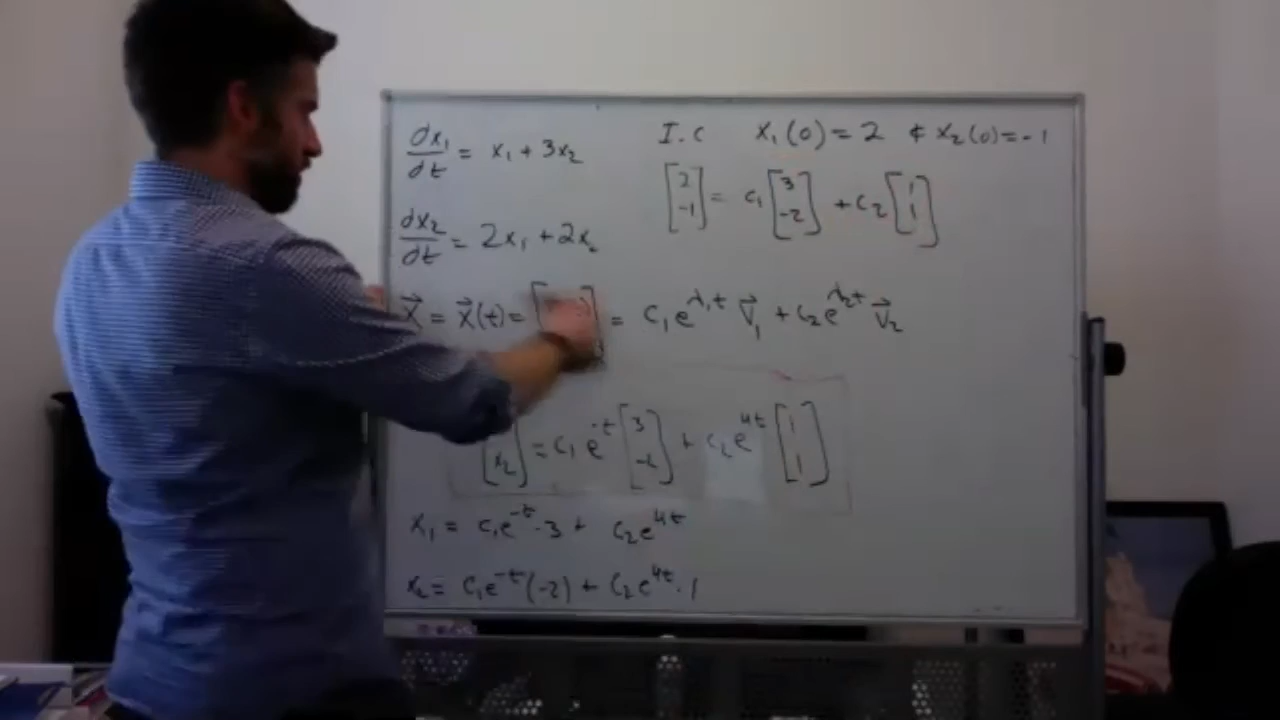 dx₁/dt = x₁ + 3x₂
I.C x₁(0) = 2 & x₂(0) = -1
[2 -1] = c₁ [3 -2] + c₂ [1 1]
dx₂/dt = 2x₁ + 2x₂
x⃗ = x⃗(t) = [ ] = c₁e^λ₁t v⃗₁ + c₂e^λ₂t v⃗₂
[x₂] = c₁e^-t [3 -2] + c₂e^4t [1 1]
x₁ = c₁e^-t · 3 + c₂e^4t
x₂ = c₁e^-t (-2) + c₂e^4t · 1